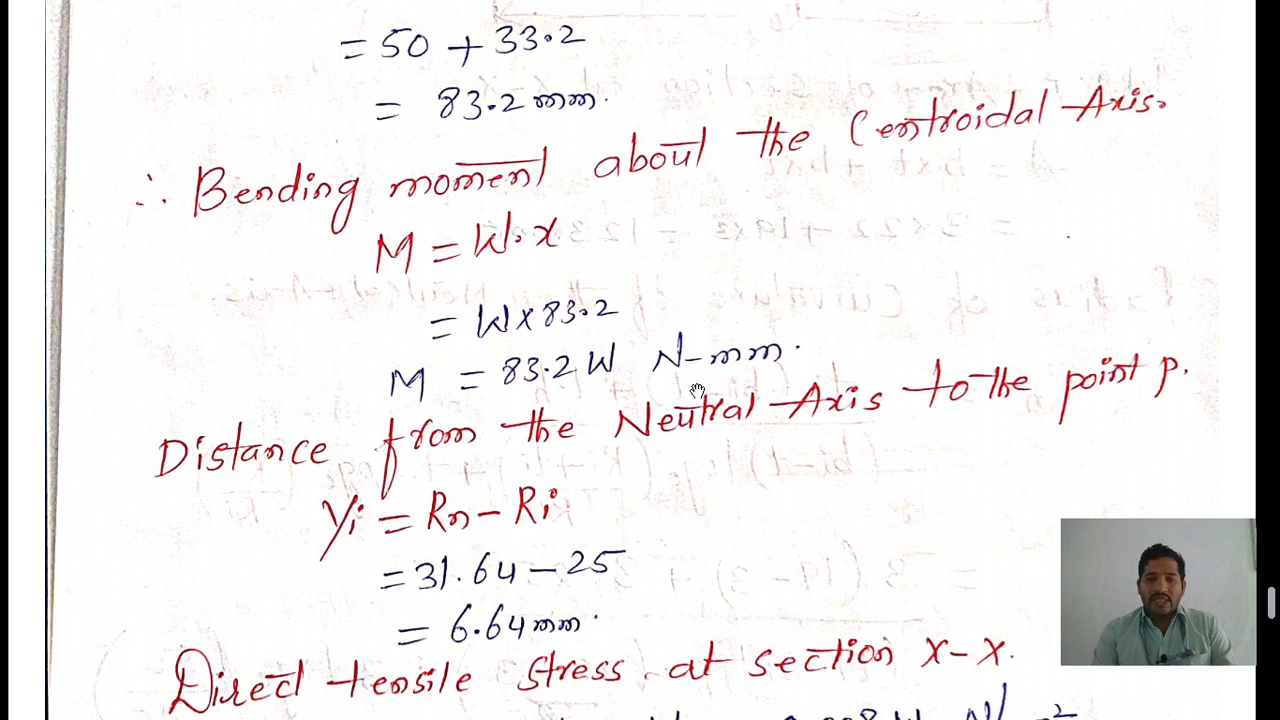 = 50 + 33.2
= 83.2 mm.
∴ Bending moment about the Centroidal Axis.
M = W.x
= W x 83.2
M = 83.2 W N-mm.
Distance from the Neutral Axis to the point p.
Yi = Rn - Ri
= 31.64 - 25
= 6.64 mm.
Direct tensile stress at section X-X.